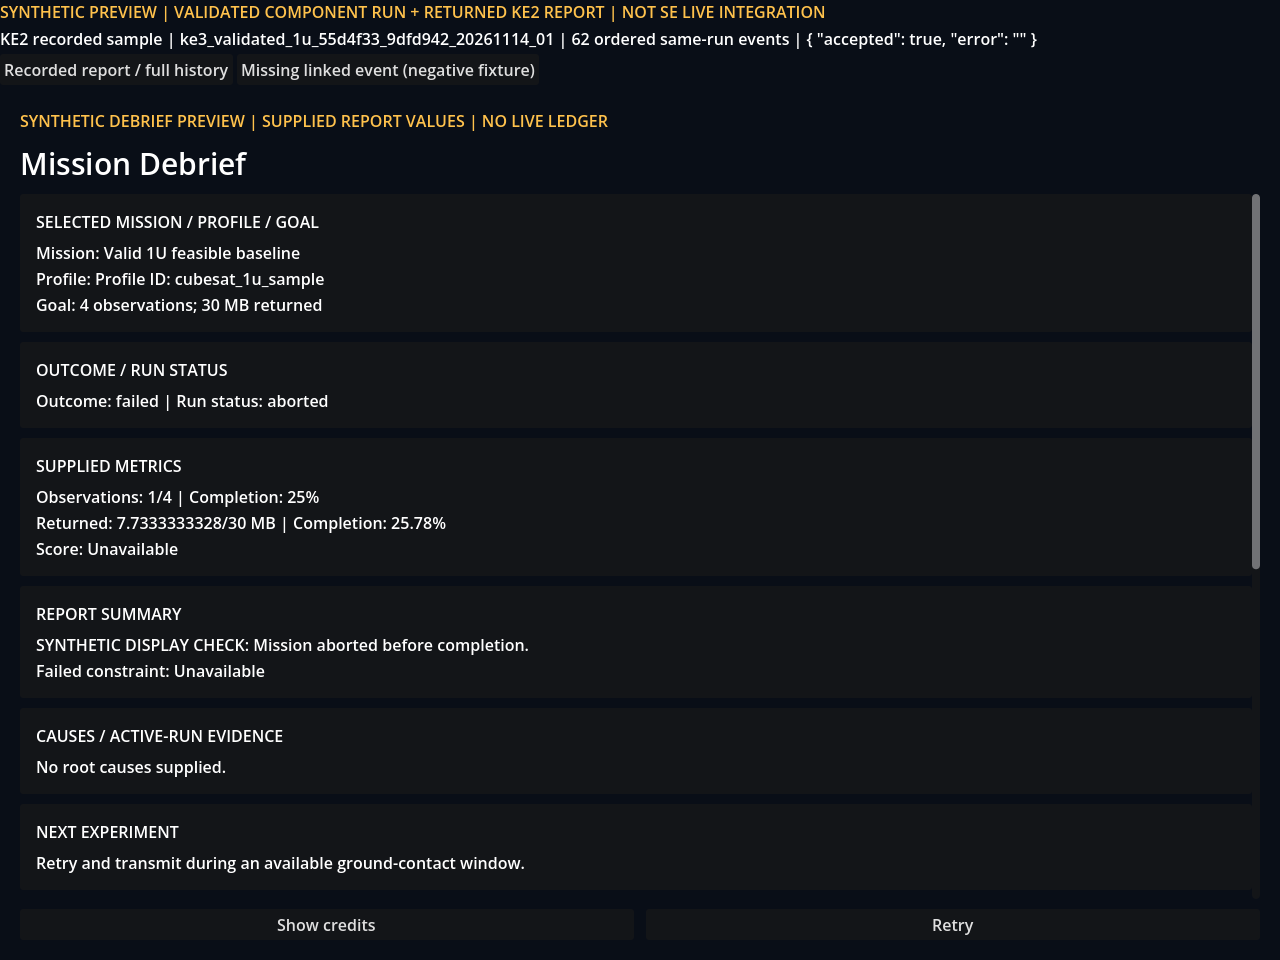 SYNTHETIC PREVIEW | VALIDATED COMPONENT RUN + RETURNED KE2 REPORT | NOT SE LIVE INTEGRATION
KE2 recorded sample | ke3_validated_1u_55d4f33_9dfd942_20261114_01 | 62 ordered same-run events | { "accepted": true, "error": "" }
Recorded report / full history Missing linked event (negative fixture)
SYNTHETIC DEBRIEF PREVIEW | SUPPLIED REPORT VALUES | NO LIVE LEDGER
Mission Debrief
SELECTED MISSION / PROFILE / GOAL
Mission: Valid 1U feasible baseline
Profile: Profile ID: cubesat_1u_sample
Goal: 4 observations; 30 MB returned
OUTCOME / RUN STATUS
Outcome: failed | Run status: aborted
SUPPLIED METRICS
Observations: 1/4 | Completion: 25%
Returned: 7.7333333328/30 MB | Completion: 25.78%
Score: Unavailable
REPORT SUMMARY
SYNTHETIC DISPLAY CHECK: Mission aborted before completion.
Failed constraint: Unavailable
CAUSES / ACTIVE-RUN EVIDENCE
No root causes supplied.
NEXT EXPERIMENT
Retry and transmit during an available ground-contact window.
Show credits Retry